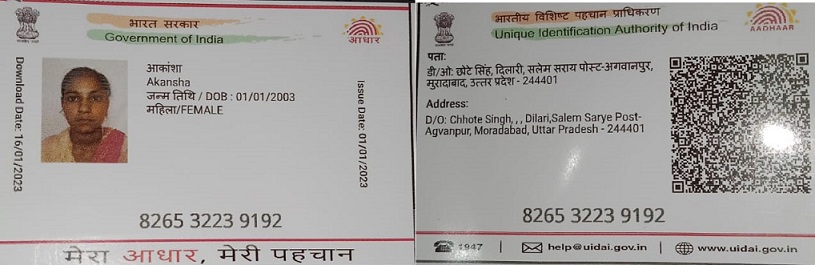 भारत सरकार
Government of India
आधार
Download Date: 16/01/2023
आकांशा
Akansha
जन्म तिथि / DOB : 01/01/2003
महिला/FEMALE
Issue Date: 01/01/2023
8265 3223 9192
मेरा आधार, मेरी पहचान
भारतीय विशिष्ट पहचान प्राधिकरण
Unique Identification Authority of India
AADHAAR
पता:
डी/ओ: छोटे सिंह, दिलारी, सलेम सराय पोस्ट-अगवानपुर,
मुरादाबाद, उत्तर प्रदेश - 244401
Address:
D/O: Chhote Singh, , , Dilari,Salem Sarye Post-
Agvanpur, Moradabad, Uttar Pradesh - 244401
8265 3223 9192
1947 | help@uidai.gov.in | www.uidai.gov.in